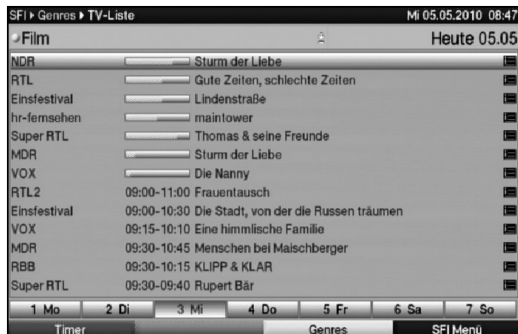 SFI ▸ Genres ▸ TV-Liste Mi 05.05.2010 08:47
Film Heute 05.05
NDR Sturm der Liebe
RTL Gute Zeiten, schlechte Zeiten
Einsfestival Lindenstraße
hr-fernsehen maintower
Super RTL Thomas & seine Freunde
MDR Sturm der Liebe
VOX Die Nanny
RTL2 09:00-11:00 Frauentausch
Einsfestival 09:00-10:30 Die Stadt, von der die Russen träumen
VOX 09:15-10:10 Eine himmlische Familie
MDR 09:30-10:45 Menschen bei Maischberger
RBB 09:30-10:15 KLIPP & KLAR
Super RTL 09:30-09:40 Rupert Bär
1 Mo 2 Di 3 Mi 4 Do 5 Fr 6 Sa 7 So
Timer Genres SFI Menü